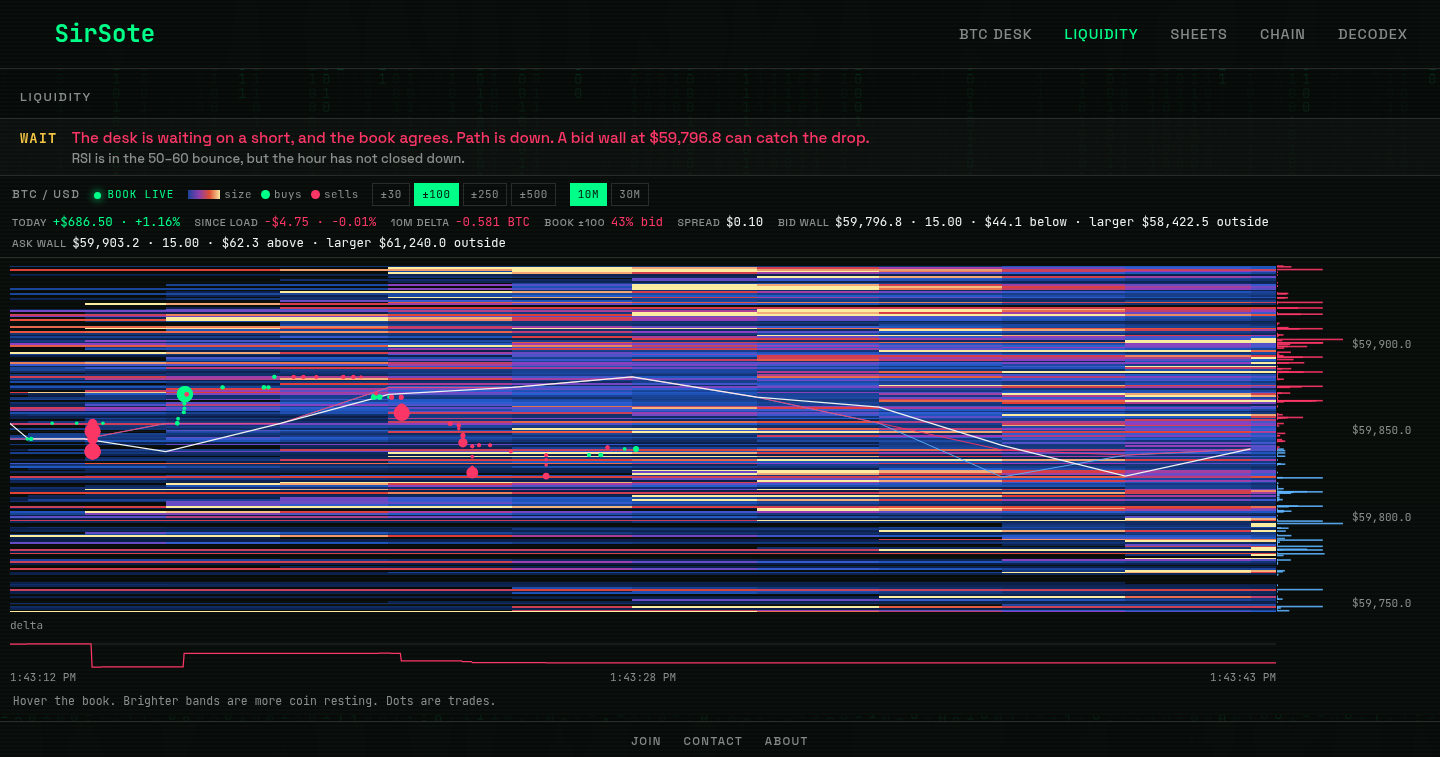 SirSote
BTC DESK LIQUIDITY SHEETS CHAIN DECODEX
LIQUIDITY
WAIT The desk is waiting on a short, and the book agrees. Path is down. A bid wall at $59,796.8 can catch the drop.
RSI is in the 50–60 bounce, but the hour has not closed down.
BTC / USD BOOK LIVE size buys sells ±30 ±100 ±250 ±500 10M 30M
TODAY +$686.50 · +1.16% SINCE LOAD -$4.75 · -0.01% 10M DELTA -0.581 BTC BOOK ±100 43% bid SPREAD $0.10 BID WALL $59,796.8 · 15.00 · $44.1 below · larger $58,422.5 outside
ASK WALL $59,903.2 · 15.00 · $62.3 above · larger $61,240.0 outside
$59,900.0
$59,850.0
$59,800.0
$59,750.0
delta
1:43:12 PM 1:43:28 PM 1:43:43 PM
Hover the book. Brighter bands are more coin resting. Dots are trades.
JOIN CONTACT ABOUT